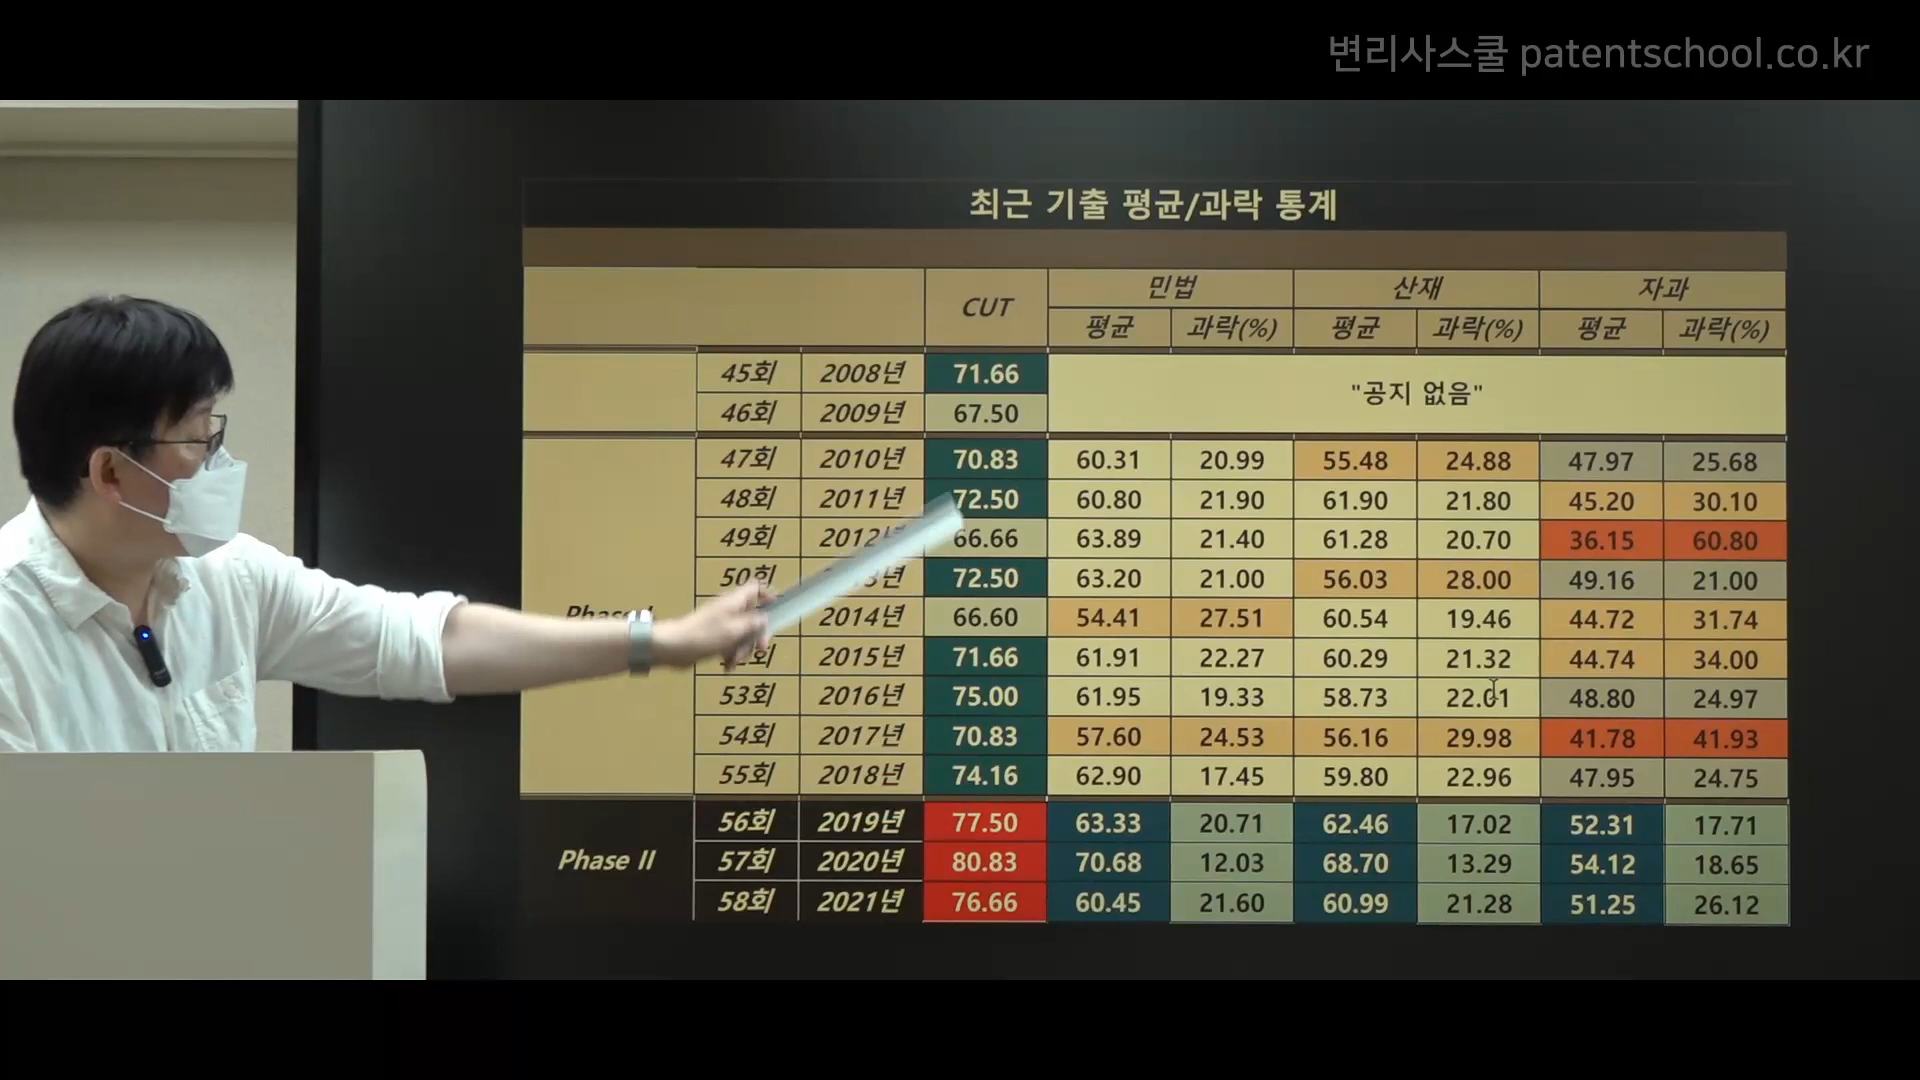 변리사스쿨 patentschool.co.kr
최근 기출 평균/과락 통계
CUT 민법 산재 자과
평균 과락(%) 평균 과락(%) 평균 과락(%)
45회 2008년 71.66 "공지 없음"
46회 2009년 67.50
47회 2010년 70.83 60.31 20.99 55.48 24.88 47.97 25.68
48회 2011년 72.50 60.80 21.90 61.90 21.80 45.20 30.10
49회 2012년 66.66 63.89 21.40 61.28 20.70 36.15 60.80
50회 72.50 63.20 21.00 56.03 28.00 49.16 21.00
2014년 66.60 54.41 27.51 60.54 19.46 44.72 31.74
2015년 71.66 61.91 22.27 60.29 21.32 44.74 34.00
53회 2016년 75.00 61.95 19.33 58.73 22.01 48.80 24.97
54회 2017년 70.83 57.60 24.53 56.16 29.98 41.78 41.93
55회 2018년 74.16 62.90 17.45 59.80 22.96 47.95 24.75
56회 2019년 77.50 63.33 20.71 62.46 17.02 52.31 17.71
Phase II 57회 2020년 80.83 70.68 12.03 68.70 13.29 54.12 18.65
58회 2021년 76.66 60.45 21.60 60.99 21.28 51.25 26.12